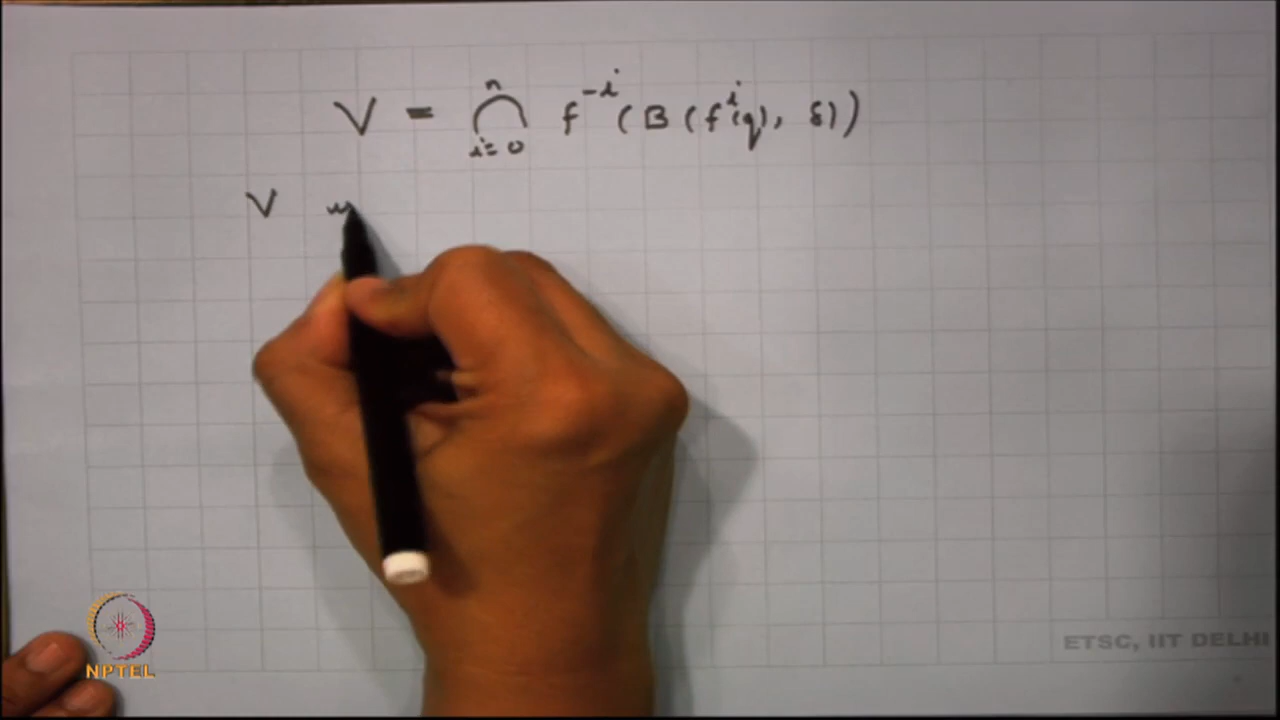 V = ⋂_{i=0}^{n} f^{-i}(B(f^i(q), δ))
V
NPTEL
ETSC, IIT DELHI